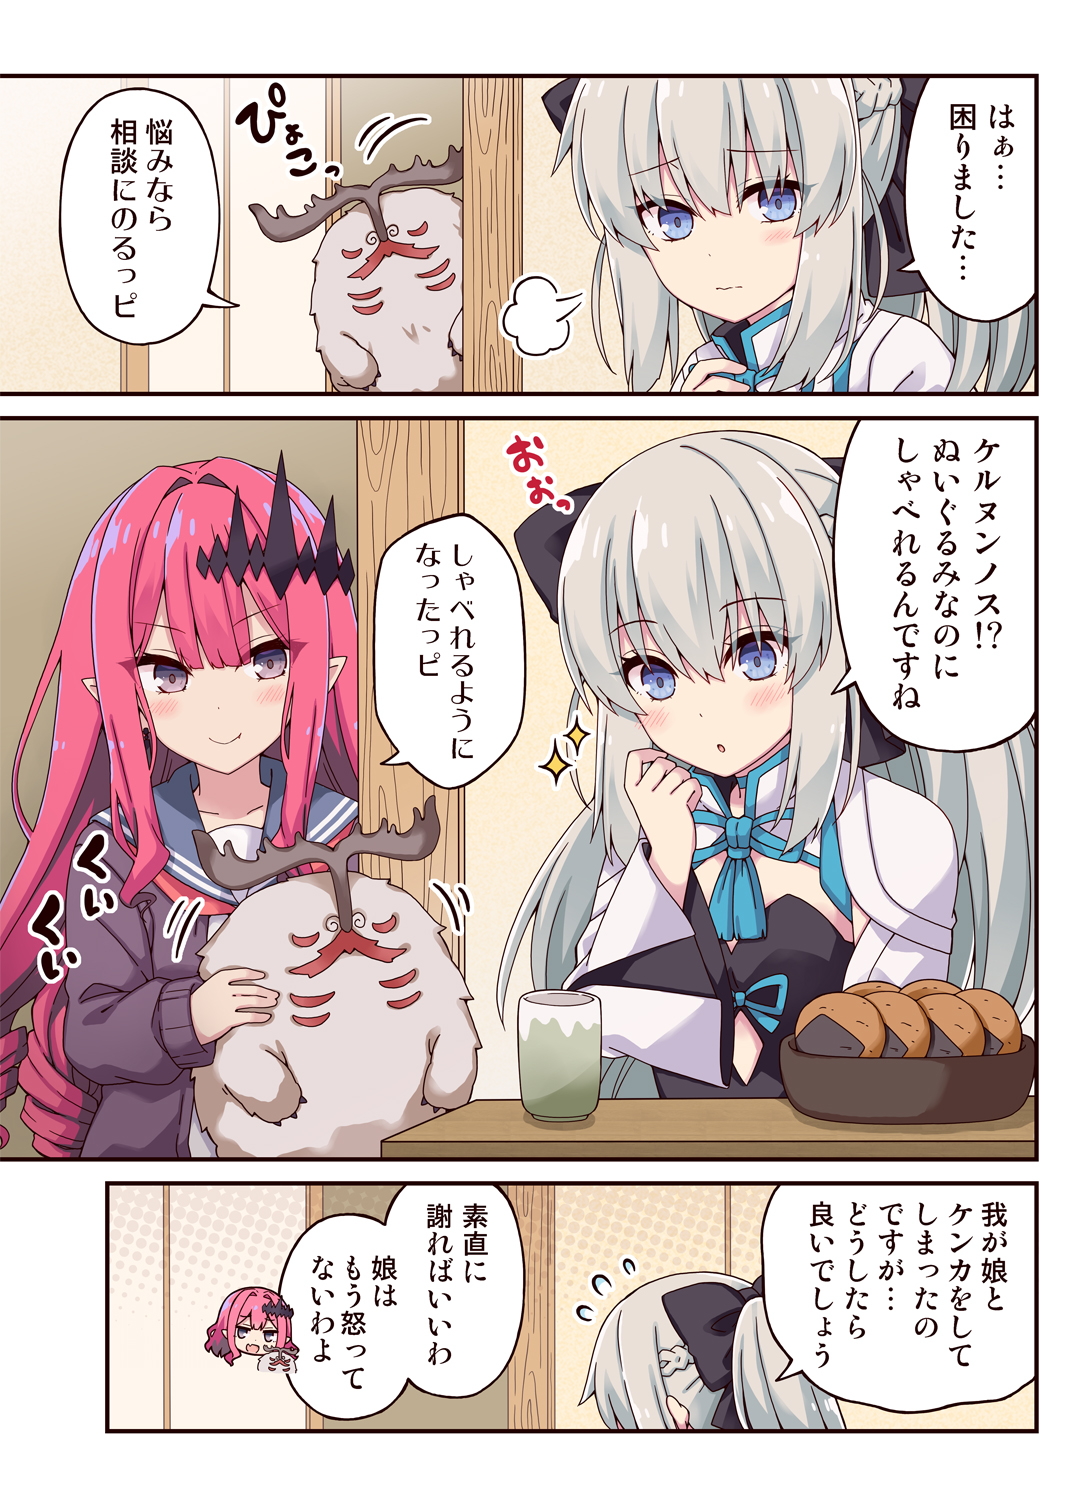 はぁ…
困りました…
ぴょこっ
悩みなら
相談にのるっピ
ケルヌンノス!?
ぬいぐるみなのに
しゃべれるんですね
おおっ
しゃべれるように
なったっピ
くい
くい
我が娘と
ケンカをして
しまったの
ですが…
どうしたら
良いでしょう
素直に
謝ればいいわ
娘は
もう怒って
ないわよ